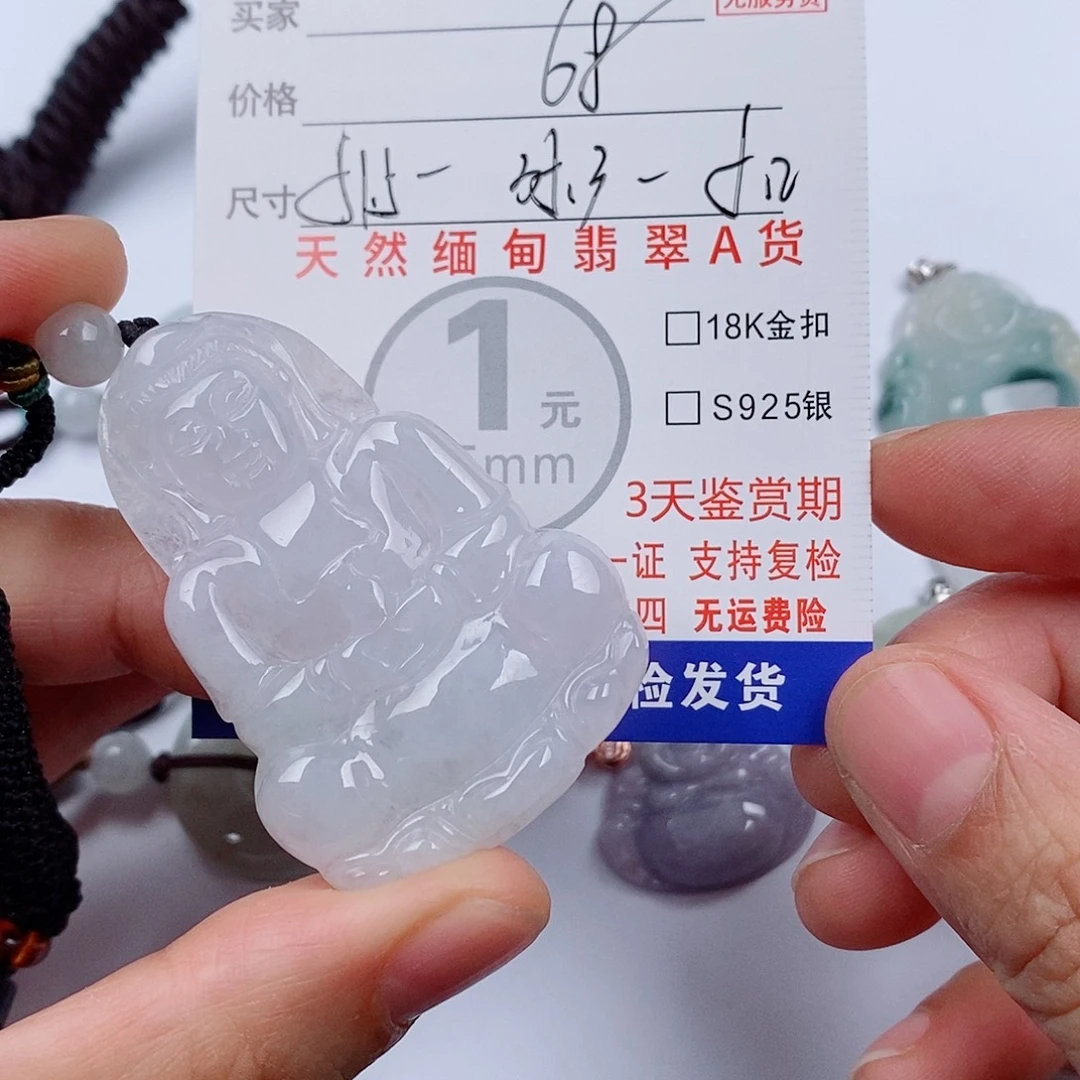 买家
价格 68
尺寸
天然缅甸翡翠A货
1元
mm
18K金扣
S925银
3天鉴赏期
一证 支持复检
四 无运费险
检发货